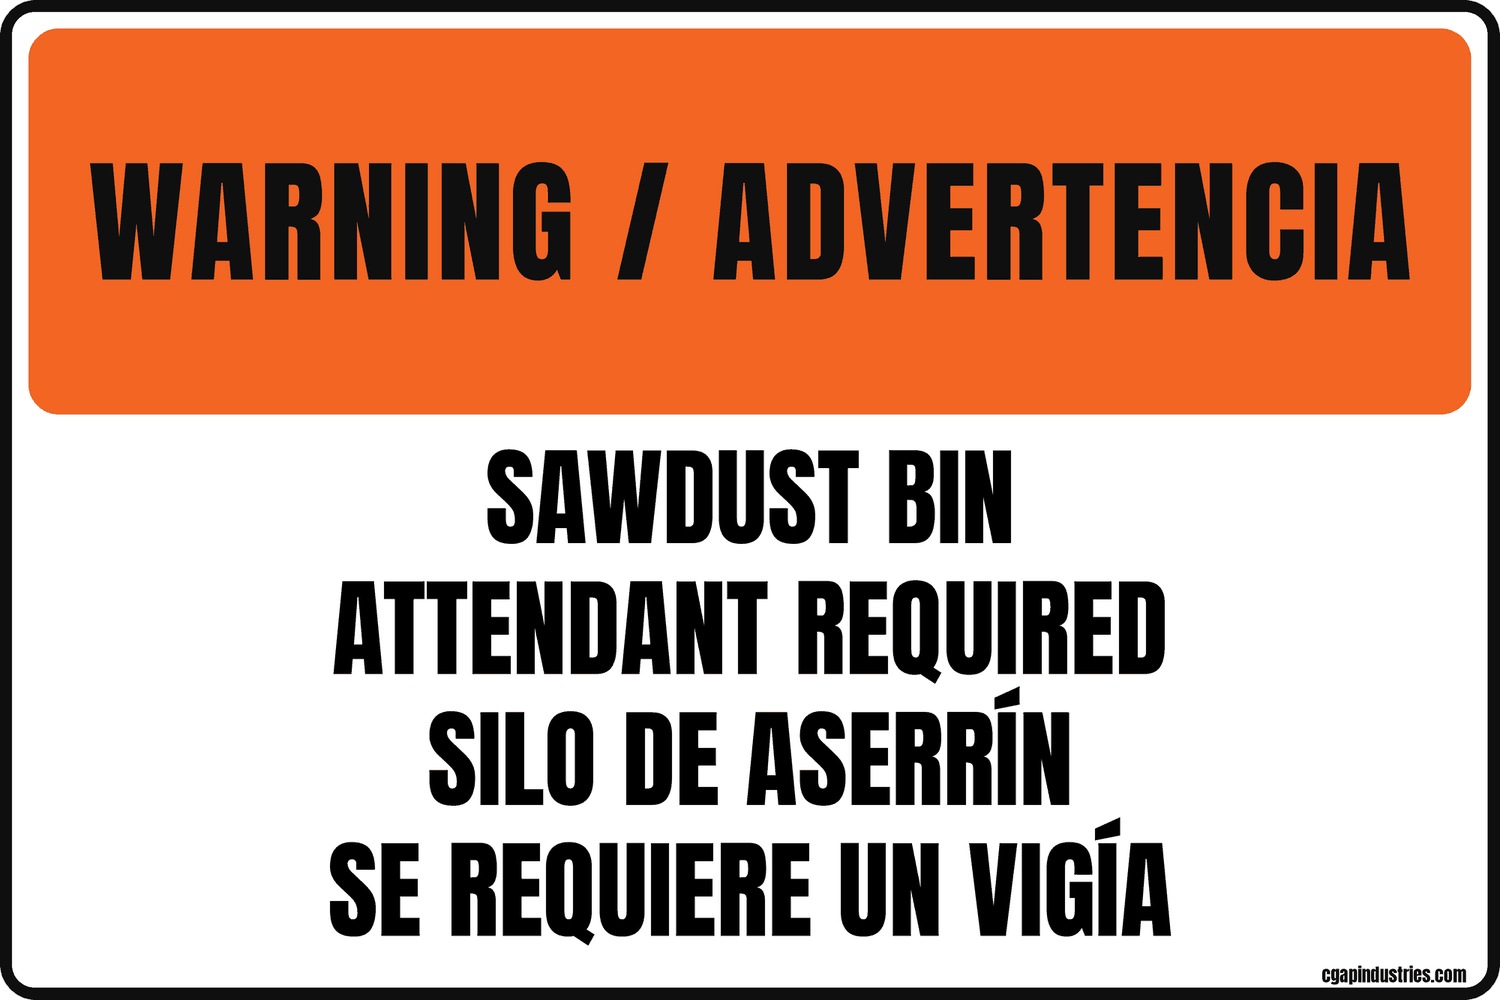 WARNING / ADVERTENCIA
SAWDUST BIN
ATTENDANT REQUIRED
SILO DE ASERRÍN
SE REQUIERE UN VIGÍA
cgapindustries.com